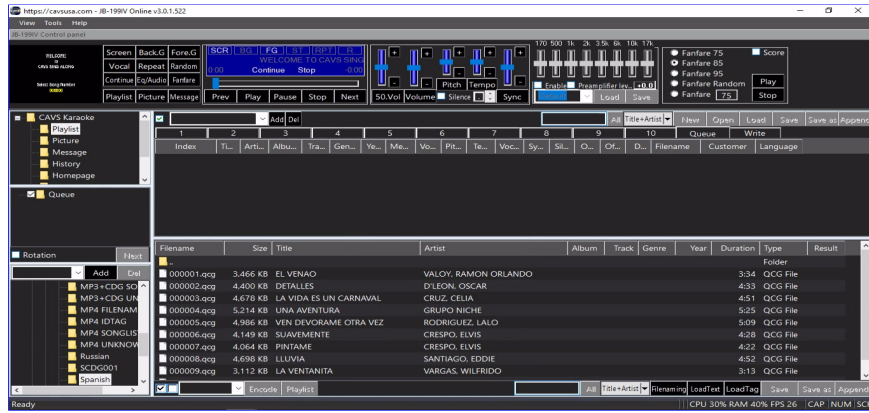 https://cavsusa.com - JB-199IV Online v3.0.1.522
View Tools Help
JB-199IV Control panel
WELCOME
TO
CAVS SING ALONG
Select Song Number
Screen Back.G Fore.G
Vocal Repeat Random
Continue Eq/Audio Fanfare
Playlist Picture Message
SCR BG FG ST RPT R
WELCOME TO CAVS SING
0:00 Continue Stop -0:00
Prev Play Pause Stop Next
50.Vol Volume Silence Pitch Tempo Sync
170 500 1k 2k 3.5k 6k 10k 17k
Enable Preamplifier lev.. +0.0
Load Save
Fanfare 75 Score
Fanfare 85
Fanfare 95
Fanfare Random Play
Fanfare 75 Stop
CAVS Karaoke
Playlist
Picture
Message
History
Homepage
Queue
Rotation Next
Add Del
MP3+CDG SO
MP3+CDG UN
MP4 FILENAM
MP4 IDTAG
MP4 SONGLIS
MP4 UNKNOW
Russian
SCDG001
Spanish
Add Del All Title+Artist New Open Load Save Save as Append
1 2 3 4 5 6 7 8 9 10 Queue Write
Index Ti... Arti... Albu... Tra... Gen... Ye... Me... Vo... Pit... Te... Voc... Sy... Sil... O... Of... D... Filename Customer Language
Filename Size Title Artist Album Track Genre Year Duration Type Result
.. Folder
000001.qcg 3,466 KB EL VENAO VALOY, RAMON ORLANDO 3:34 QCG File
000002.qcg 4,400 KB DETALLES D'LEON, OSCAR 4:33 QCG File
000003.qcg 4,678 KB LA VIDA ES UN CARNAVAL CRUZ, CELIA 4:51 QCG File
000004.qcg 5,214 KB UNA AVENTURA GRUPO NICHE 5:25 QCG File
000005.qcg 4,986 KB VEN DEVORAME OTRA VEZ RODRIGUEZ, LALO 5:09 QCG File
000006.qcg 4,149 KB SUAVEMENTE CRESPO, ELVIS 4:28 QCG File
000007.qcg 4,064 KB PINTAME CRESPO, ELVIS 4:22 QCG File
000008.qcg 4,698 KB LLUVIA SANTIAGO, EDDIE 4:52 QCG File
000009.qcg 3,112 KB LA VENTANITA VARGAS, WILFRIDO 3:13 QCG File
Encode Playlist All Title+Artist Filenaming LoadText LoadTag Save Save as Append
Ready CPU 30% RAM 40% FPS 26 CAP NUM SC